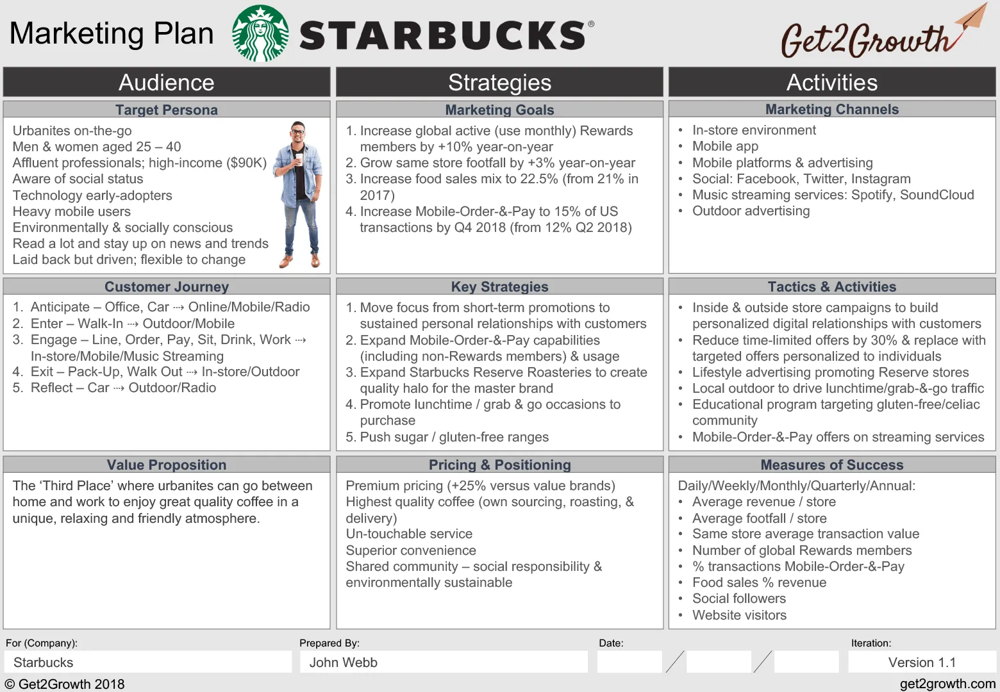 Marketing Plan
STARBUCKS®
Get2Growth
Audience
Target Persona
Urbanites on-the-go
Men & women aged 25 – 40
Affluent professionals; high-income ($90K)
Aware of social status
Technology early-adopters
Heavy mobile users
Environmentally & socially conscious
Read a lot and stay up on news and trends
Laid back but driven; flexible to change
Customer Journey
1. Anticipate – Office, Car ⇢ Online/Mobile/Radio
2. Enter – Walk-In ⇢ Outdoor/Mobile
3. Engage – Line, Order, Pay, Sit, Drink, Work ⇢
In-store/Mobile/Music Streaming
4. Exit – Pack-Up, Walk Out ⇢ In-store/Outdoor
5. Reflect – Car ⇢ Outdoor/Radio
Value Proposition
The ‘Third Place’ where urbanites can go between
home and work to enjoy great quality coffee in a
unique, relaxing and friendly atmosphere.
Strategies
Marketing Goals
1. Increase global active (use monthly) Rewards
members by +10% year-on-year
2. Grow same store footfall by +3% year-on-year
3. Increase food sales mix to 22.5% (from 21% in
2017)
4. Increase Mobile-Order-&-Pay to 15% of US
transactions by Q4 2018 (from 12% Q2 2018)
Key Strategies
1. Move focus from short-term promotions to
sustained personal relationships with customers
2. Expand Mobile-Order-&-Pay capabilities
(including non-Rewards members) & usage
3. Expand Starbucks Reserve Roasteries to create
quality halo for the master brand
4. Promote lunchtime / grab & go occasions to
purchase
5. Push sugar / gluten-free ranges
Pricing & Positioning
Premium pricing (+25% versus value brands)
Highest quality coffee (own sourcing, roasting, &
delivery)
Un-touchable service
Superior convenience
Shared community – social responsibility &
environmentally sustainable
Activities
Marketing Channels
• In-store environment
• Mobile app
• Mobile platforms & advertising
• Social: Facebook, Twitter, Instagram
• Music streaming services: Spotify, SoundCloud
• Outdoor advertising
Tactics & Activities
• Inside & outside store campaigns to build
personalized digital relationships with customers
• Reduce time-limited offers by 30% & replace with
targeted offers personalized to individuals
• Lifestyle advertising promoting Reserve stores
• Local outdoor to drive lunchtime/grab-&-go traffic
• Educational program targeting gluten-free/celiac
community
• Mobile-Order-&-Pay offers on streaming services
Measures of Success
Daily/Weekly/Monthly/Quarterly/Annual:
• Average revenue / store
• Average footfall / store
• Same store average transaction value
• Number of global Rewards members
• % transactions Mobile-Order-&-Pay
• Food sales % revenue
• Social followers
• Website visitors
For (Company):
Starbucks
Prepared By:
John Webb
Date:
/ /
Iteration:
Version 1.1
© Get2Growth 2018
get2growth.com